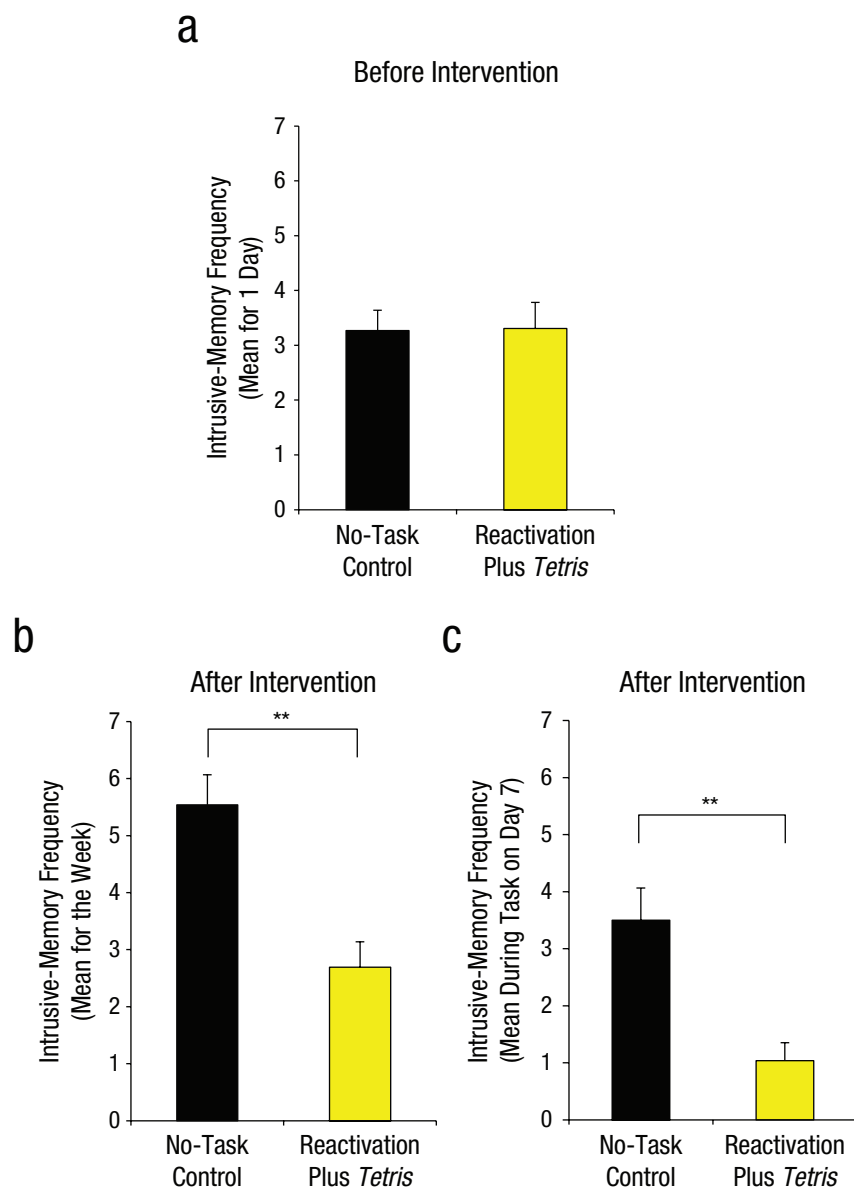 a
Before Intervention
Intrusive-Memory Frequency
(Mean for 1 Day)
7
6
5
4
3
2
1
0
No-Task
Control
Reactivation
Plus Tetris
b
After Intervention
Intrusive-Memory Frequency
(Mean for the Week)
7
6
5
4
3
2
1
0
**
No-Task
Control
Reactivation
Plus Tetris
c
After Intervention
Intrusive-Memory Frequency
(Mean During Task on Day 7)
7
6
5
4
3
2
1
0
**
No-Task
Control
Reactivation
Plus Tetris